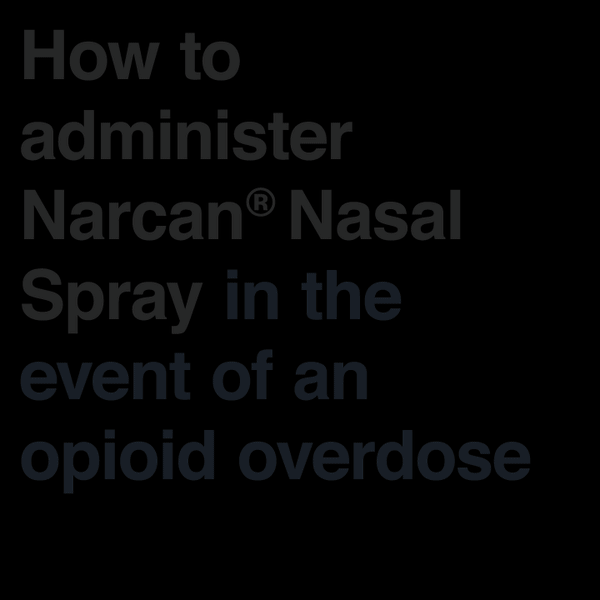 How to
administer
Narcan® Nasal
Spray in the
event of an
opioid overdose